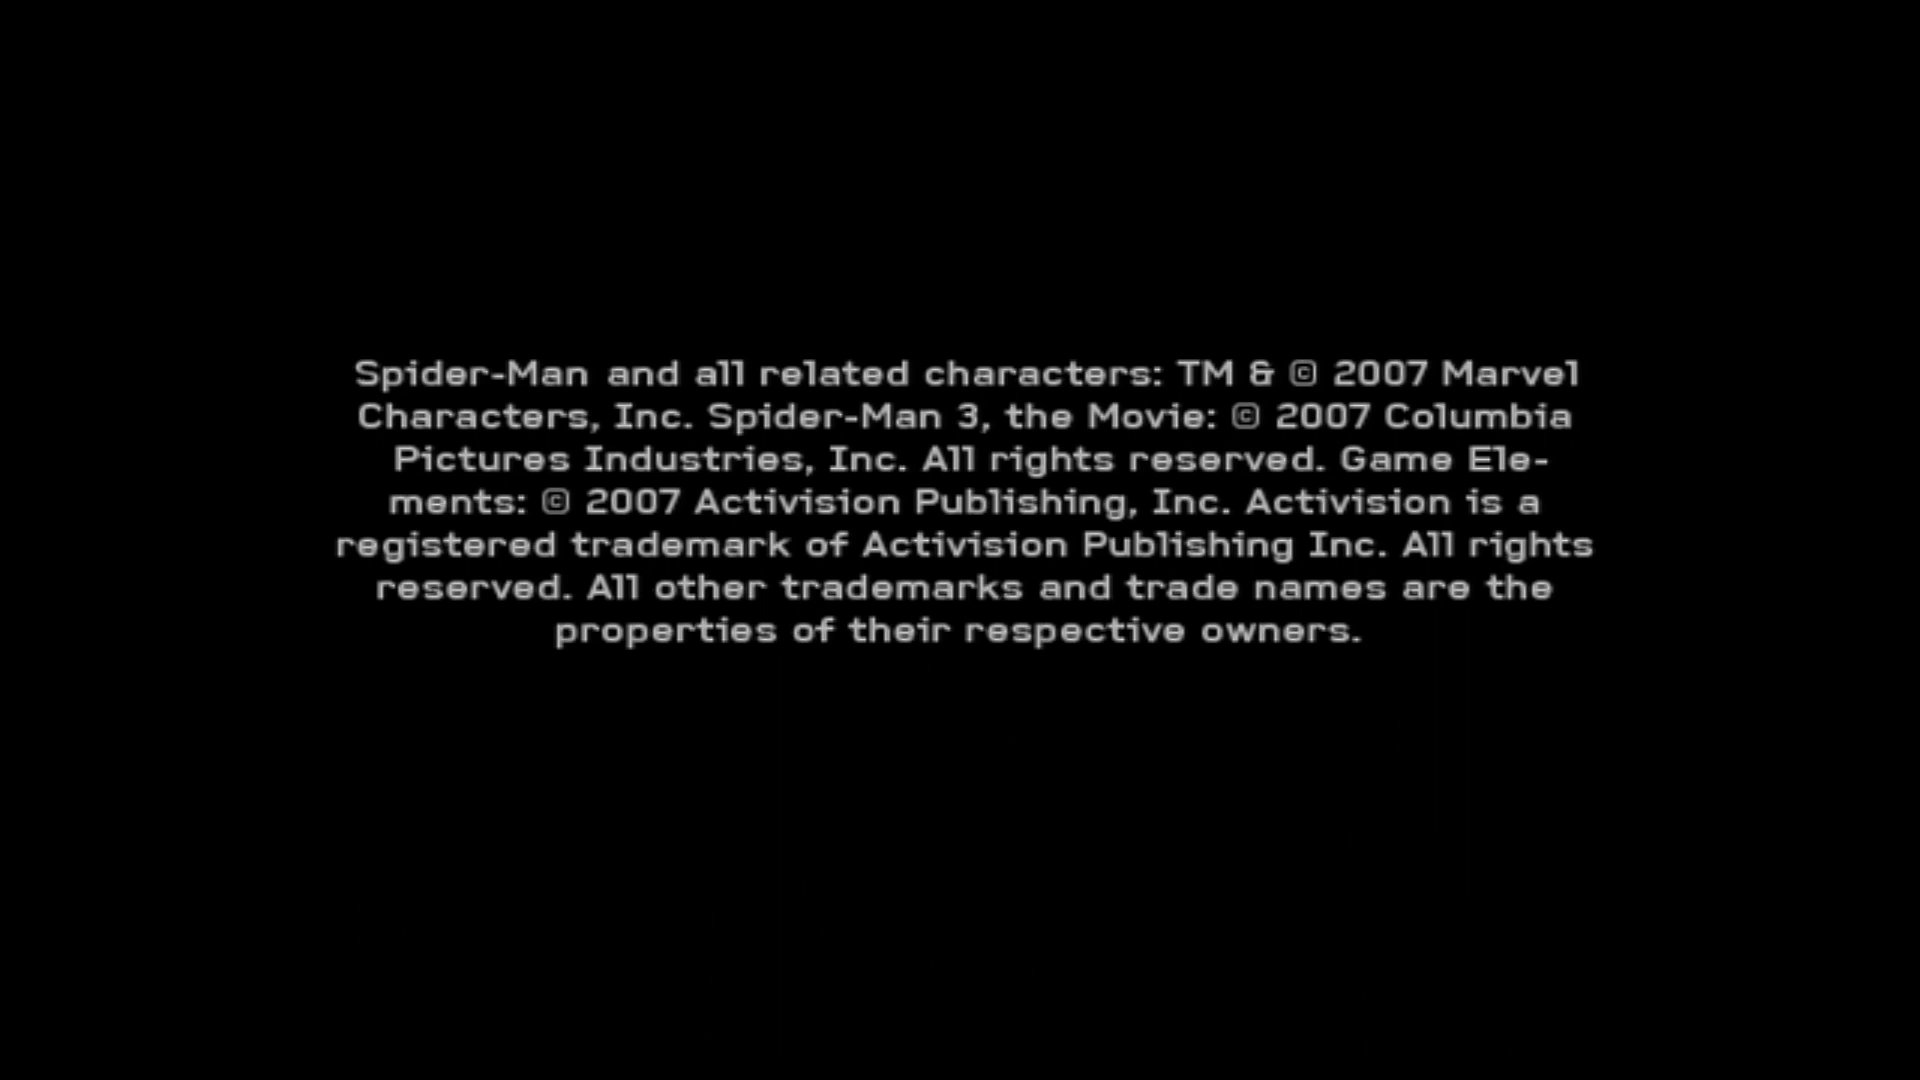 Spider-Man and all related characters: TM & © 2007 Marvel
Characters, Inc. Spider-Man 3, the Movie: © 2007 Columbia
Pictures Industries, Inc. All rights reserved. Game Ele-
ments: © 2007 Activision Publishing, Inc. Activision is a
registered trademark of Activision Publishing Inc. All rights
reserved. All other trademarks and trade names are the
properties of their respective owners.